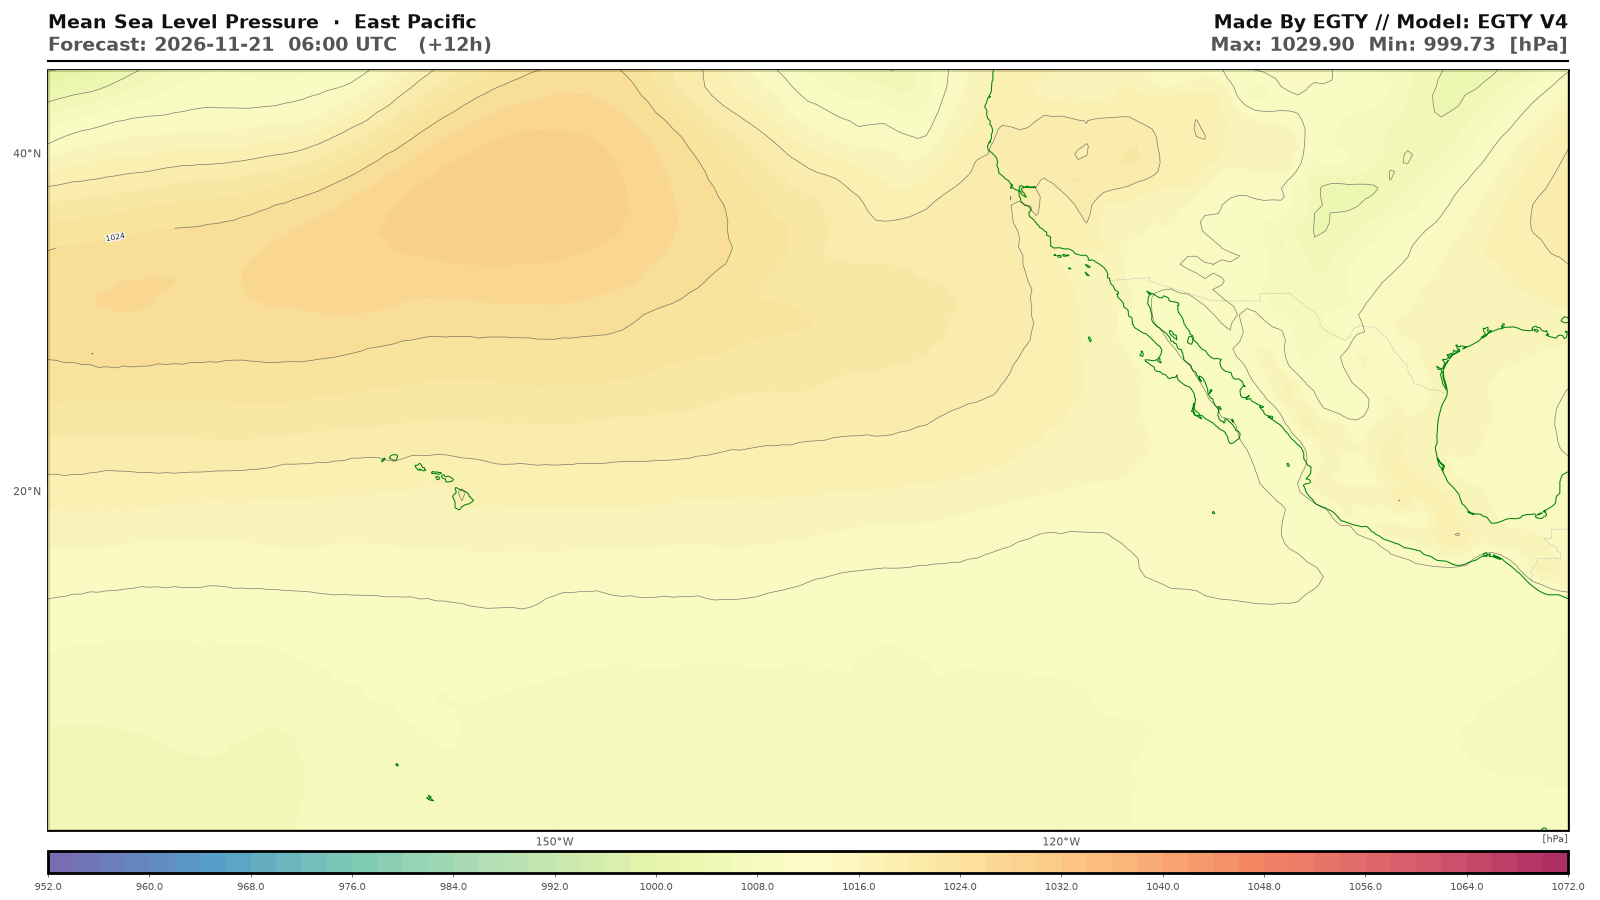 Mean Sea Level Pressure · East Pacific
Made By EGTY // Model: EGTY V4
Forecast: 2026-11-21 06:00 UTC (+12h)
Max: 1029.90 Min: 999.73 [hPa]
40°N
1024
20°N
150°W
120°W
[hPa]
952.0
960.0
968.0
976.0
984.0
992.0
1000.0
1008.0
1016.0
1024.0
1032.0
1040.0
1048.0
1056.0
1064.0
1072.0